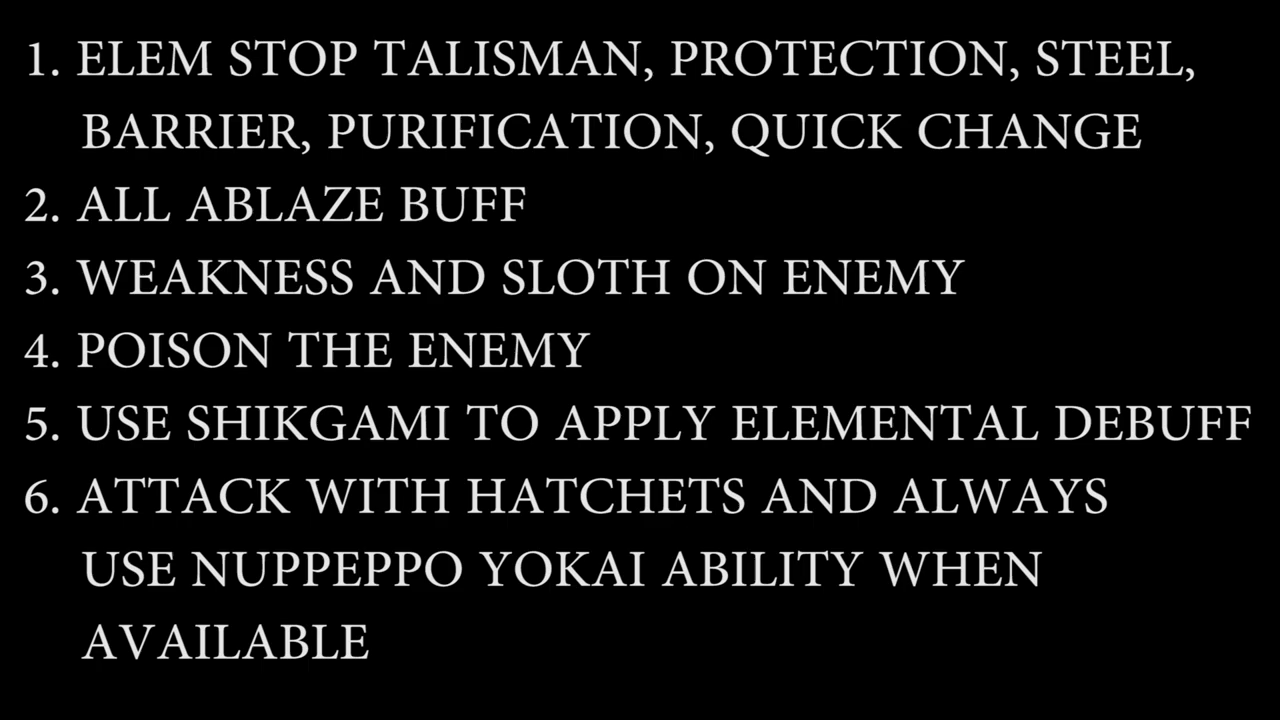 1. ELEM STOP TALISMAN, PROTECTION, STEEL,
BARRIER, PURIFICATION, QUICK CHANGE
2. ALL ABLAZE BUFF
3. WEAKNESS AND SLOTH ON ENEMY
4. POISON THE ENEMY
5. USE SHIKGAMI TO APPLY ELEMENTAL DEBUFF
6. ATTACK WITH HATCHETS AND ALWAYS
USE NUPPEPPO YOKAI ABILITY WHEN
AVAILABLE